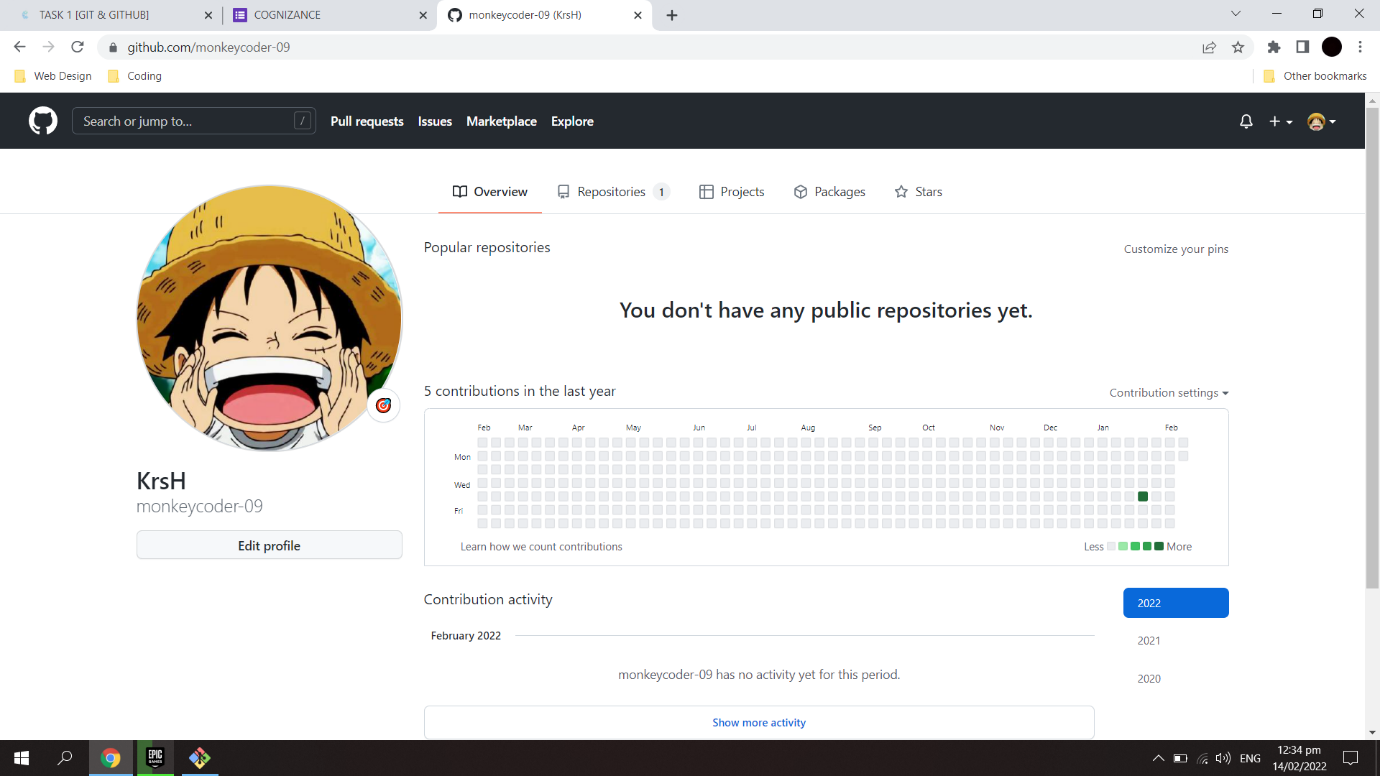 TASK 1 [GIT & GITHUB]
COGNIZANCE
monkeycoder-09 (KrsH)
github.com/monkeycoder-09
Web Design
Coding
Other bookmarks
Search or jump to...
/
Pull requests
Issues
Marketplace
Explore
Overview
Repositories 1
Projects
Packages
Stars
Popular repositories
Customize your pins
You don't have any public repositories yet.
KrsH
monkeycoder-09
Edit profile
5 contributions in the last year
Contribution settings
Feb Mar Apr May Jun Jul Aug Sep Oct Nov Dec Jan Feb
Mon
Wed
Fri
Learn how we count contributions
Less More
Contribution activity
2022
2021
2020
February 2022
monkeycoder-09 has no activity yet for this period.
Show more activity
EPIC
GAMES
ENG
12:34 pm
14/02/2022